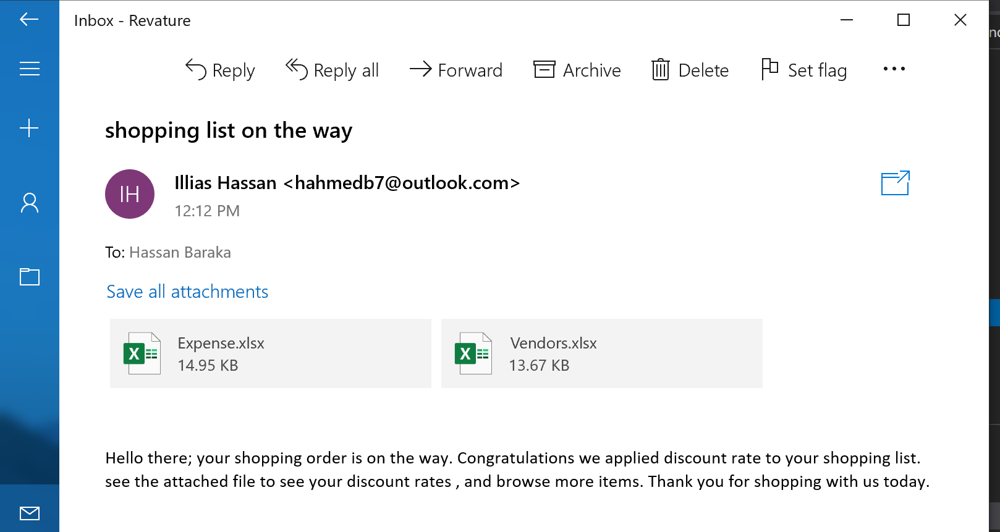 Inbox - Revature
Reply Reply all Forward Archive Delete Set flag
shopping list on the way
IH
Illias Hassan <hahmedb7@outlook.com>
12:12 PM
To: Hassan Baraka
Save all attachments
Expense.xlsx
14.95 KB
Vendors.xlsx
13.67 KB
Hello there; your shopping order is on the way. Congratulations we applied discount rate to your shopping list.
see the attached file to see your discount rates , and browse more items. Thank you for shopping with us today.